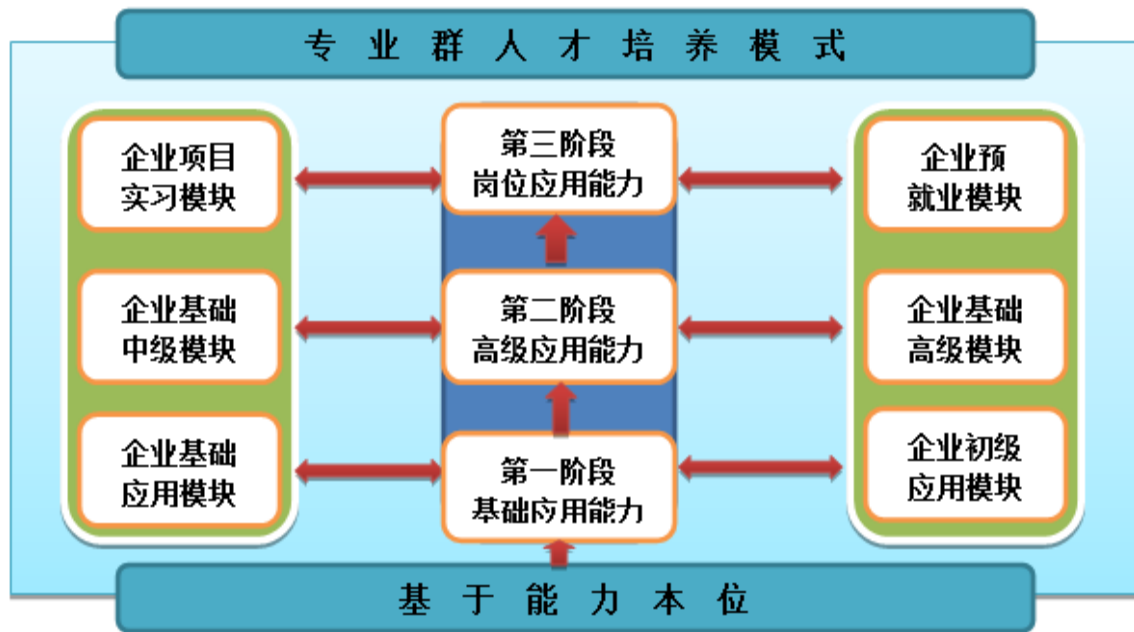 专业群人才培养模式
企业项目
实习模块
第三阶段
岗位应用能力
企业预
就业模块
企业基础
中级模块
第二阶段
高级应用能力
企业基础
高级模块
企业基础
应用模块
第一阶段
基础应用能力
企业初级
应用模块
基于能力本位